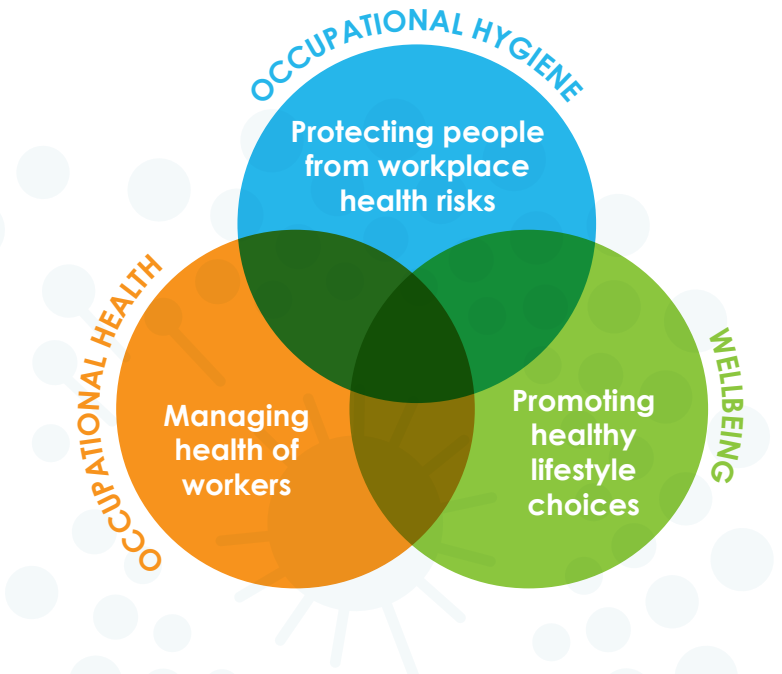 OCCUPATIONAL HYGIENE
Protecting people
from workplace
health risks
OCCUPATIONAL HEALTH
Managing
health of
workers
Promoting
healthy
lifestyle
choices
WELLBEING